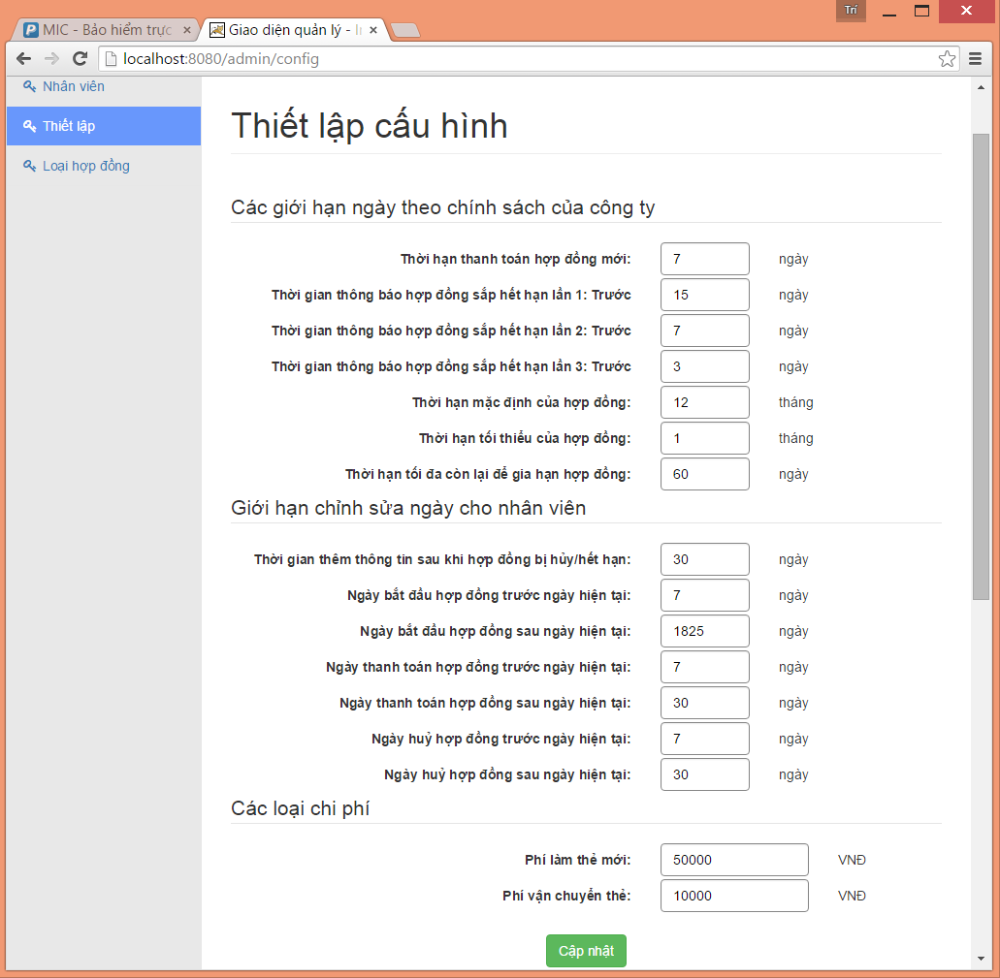 Trí
MIC - Bảo hiểm trực
Giao diện quản lý - I
localhost:8080/admin/config
Nhân viên
Thiết lập
Loại hợp đồng
Thiết lập cấu hình
Các giới hạn ngày theo chính sách của công ty
Thời hạn thanh toán hợp đồng mới: 7 ngày
Thời gian thông báo hợp đồng sắp hết hạn lần 1: Trước 15 ngày
Thời gian thông báo hợp đồng sắp hết hạn lần 2: Trước 7 ngày
Thời gian thông báo hợp đồng sắp hết hạn lần 3: Trước 3 ngày
Thời hạn mặc định của hợp đồng: 12 tháng
Thời hạn tối thiểu của hợp đồng: 1 tháng
Thời hạn tối đa còn lại để gia hạn hợp đồng: 60 ngày
Giới hạn chỉnh sửa ngày cho nhân viên
Thời gian thêm thông tin sau khi hợp đồng bị hủy/hết hạn: 30 ngày
Ngày bắt đầu hợp đồng trước ngày hiện tại: 7 ngày
Ngày bắt đầu hợp đồng sau ngày hiện tại: 1825 ngày
Ngày thanh toán hợp đồng trước ngày hiện tại: 7 ngày
Ngày thanh toán hợp đồng sau ngày hiện tại: 30 ngày
Ngày huỷ hợp đồng trước ngày hiện tại: 7 ngày
Ngày huỷ hợp đồng sau ngày hiện tại: 30 ngày
Các loại chi phí
Phí làm thẻ mới: 50000 VNĐ
Phí vận chuyển thẻ: 10000 VNĐ
Cập nhật